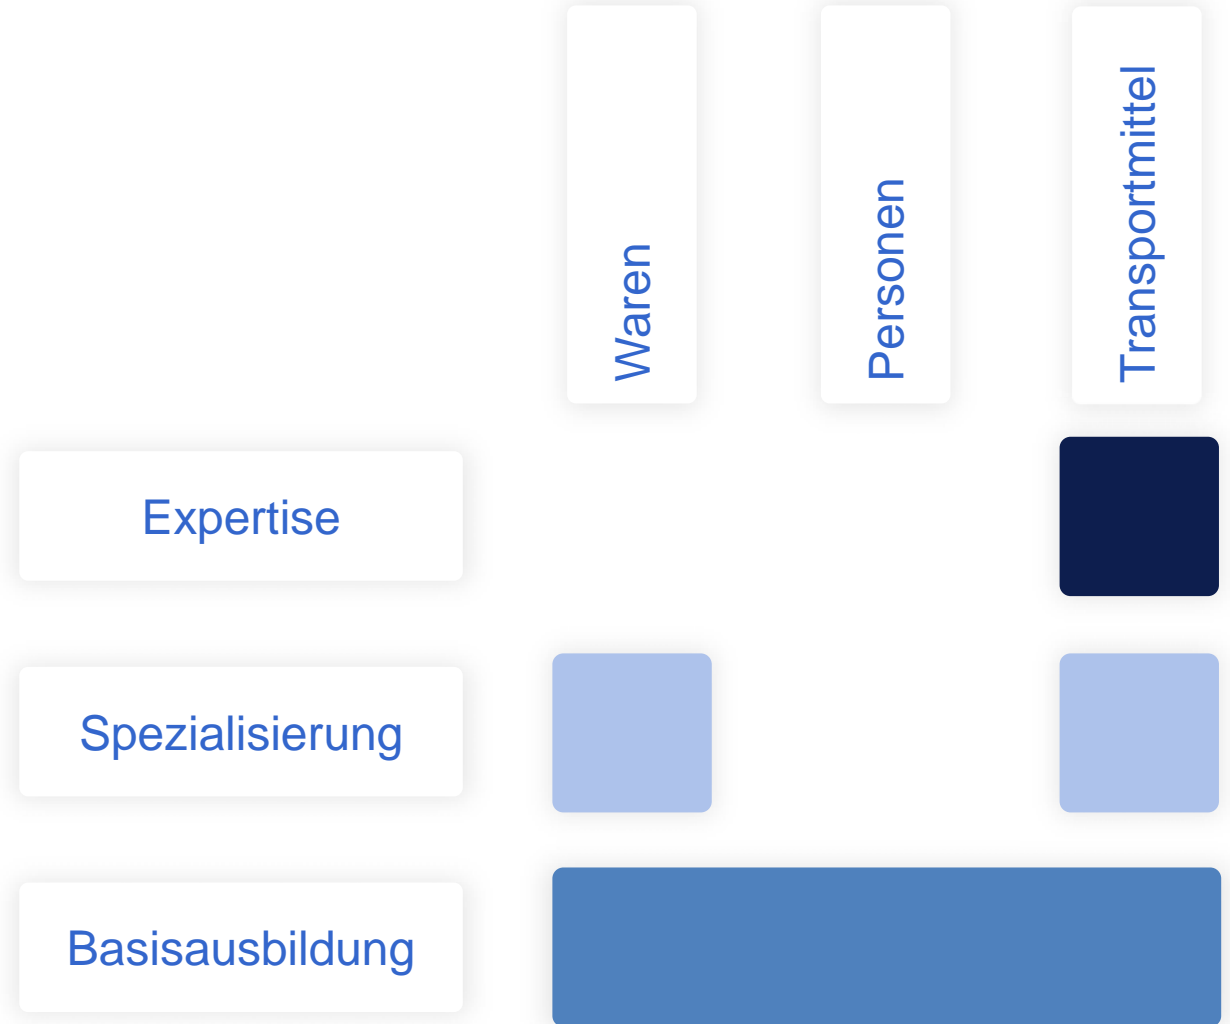 Waren
Personen
Transportmittel
Expertise
Spezialisierung
Basisausbildung